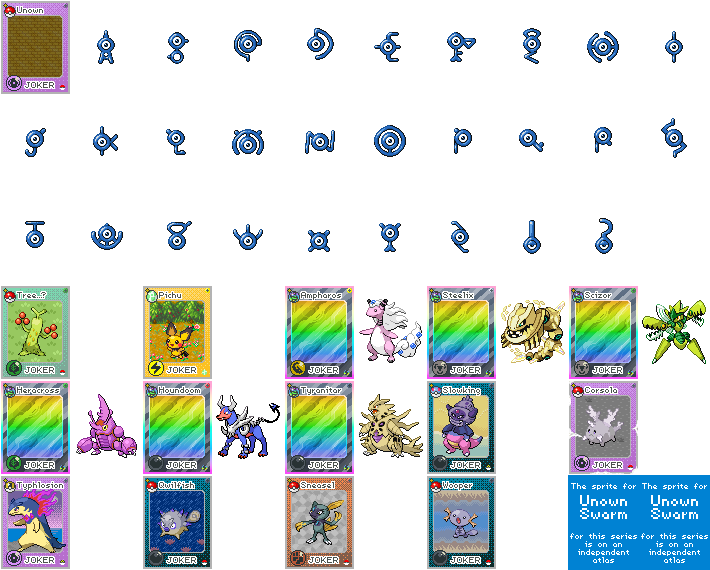 Unown
JOKER
Tree..?
JOKER
Pichu
JOKER
Ampharos
JOKER
Steelix
JOKER
Scizor
JOKER
Heracross
JOKER
Houndoom
JOKER
Tyranitar
JOKER
Slowking
JOKER
Corsola
JOKER
Typhlosion
JOKER
Qwilfish
JOKER
Sneasel
JOKER
Wooper
JOKER
The sprite for
Unown
Swarm
for this series
is on an
independent
atlas
The sprite for
Unown
Swarm
for this series
is on an
independent
atlas